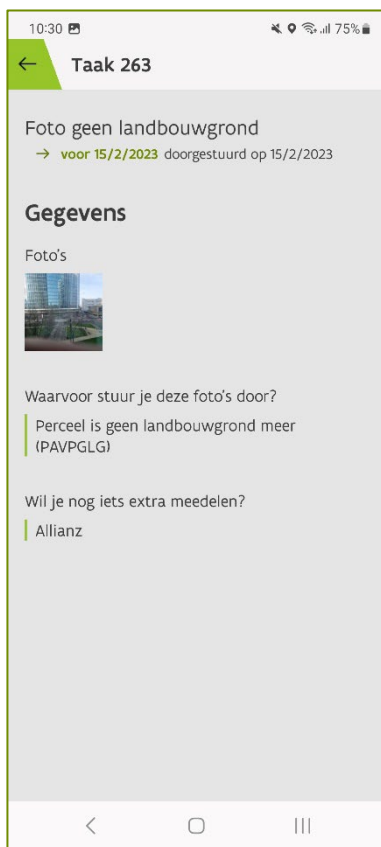 10:30 75%
Taak 263
Foto geen landbouwgrond
→ voor 15/2/2023 doorgestuurd op 15/2/2023
Gegevens
Foto's
Waarvoor stuur je deze foto's door?
Perceel is geen landbouwgrond meer
(PAVPGLG)
Wil je nog iets extra meedelen?
Allianz